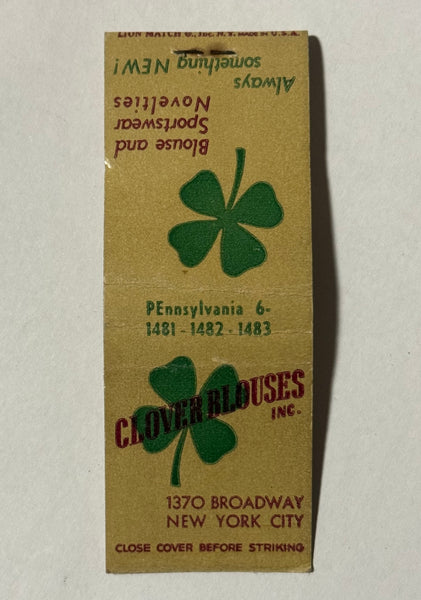 LION MATCH CO., INC. N. Y. MADE IN U. S. A.
Always
something NEW!
Blouse and
Sportswear
Novelties
PEnnsylvania 6-
1481 - 1482 - 1483
CLOVER BLOUSES
INC.
1370 BROADWAY
NEW YORK CITY
CLOSE COVER BEFORE STRIKING